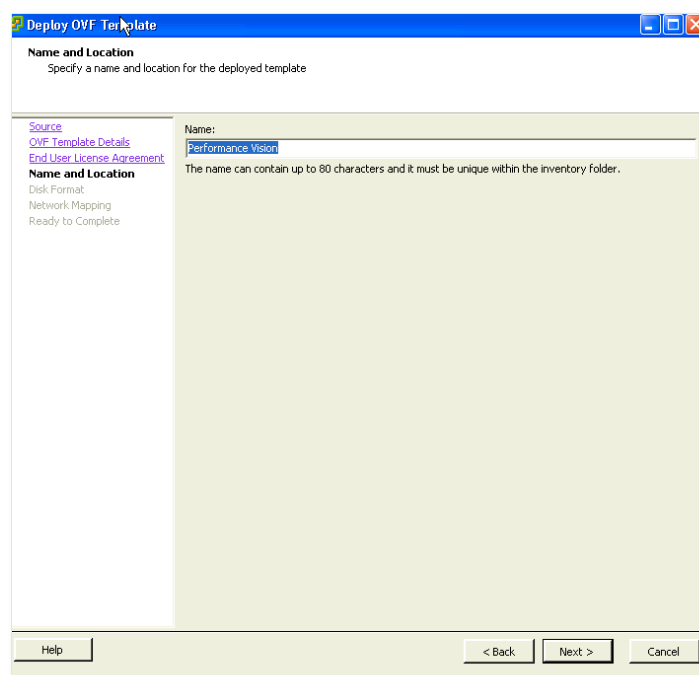 Deploy OVF Template
Name and Location
Specify a name and location for the deployed template
Source
OVF Template Details
End User License Agreement
Name and Location
Disk Format
Network Mapping
Ready to Complete
Name:
Performance Vision
The name can contain up to 80 characters and it must be unique within the inventory folder.
Help
< Back
Next >
Cancel